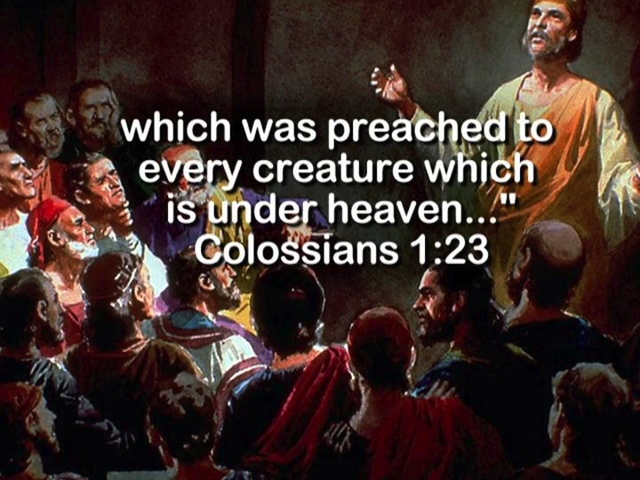 which was preached to
every creature which
is under heaven..."
Colossians 1:23